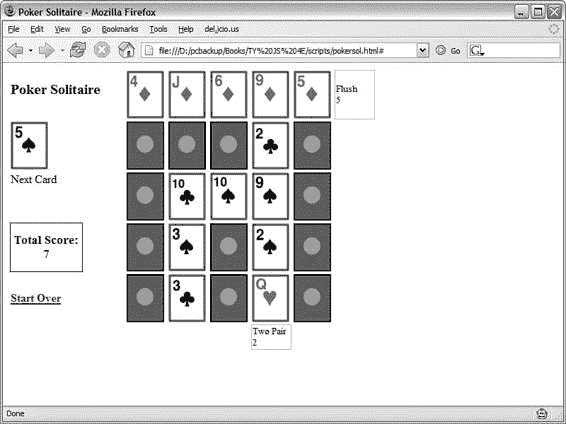 Poker Solitaire - Mozilla Firefox
File Edit View Go Bookmarks Tools Help del.icio.us
file:///D:/pcbackup/Books/TY%20JS%204E/scripts/pokersol.html# Go G
Poker Solitaire
4 J 6 9 5
Flush
5
5
2
Next Card
10 10 9
Total Score:
7
3 2
Start Over
3 Q
Two Pair
2
Done